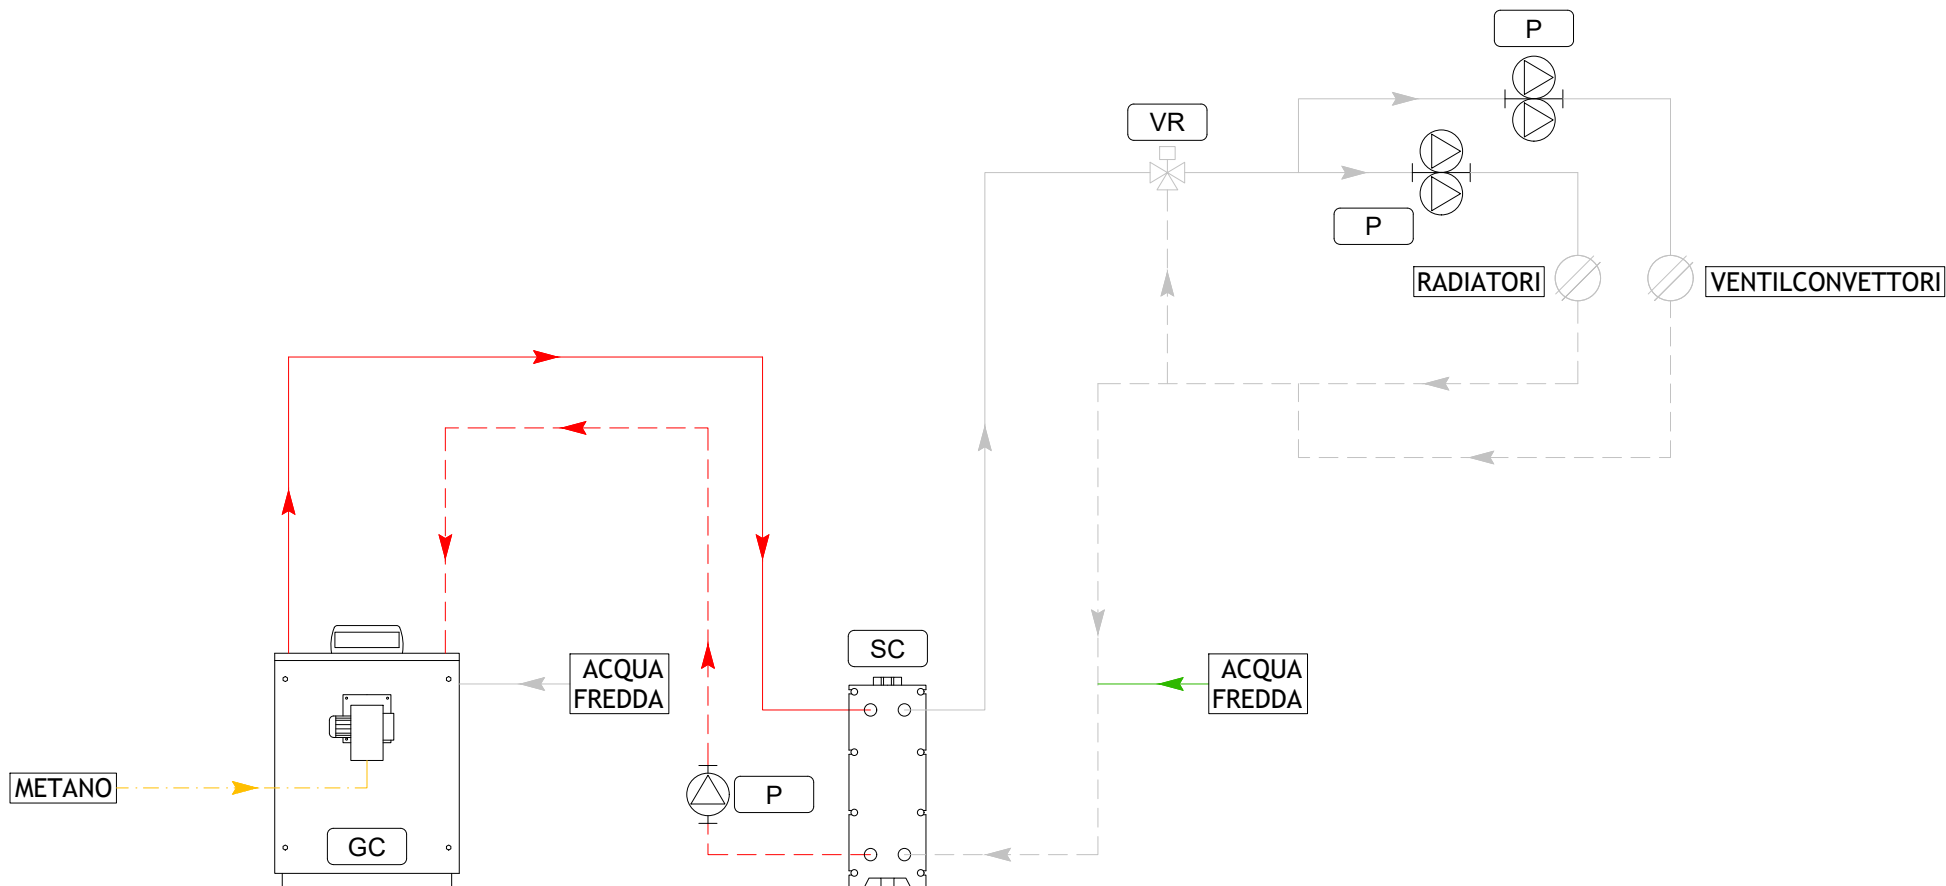 P
VR
P
RADIATORI
VENTILCONVETTORI
SC
ACQUA
FREDDA
ACQUA
FREDDA
METANO
P
GC